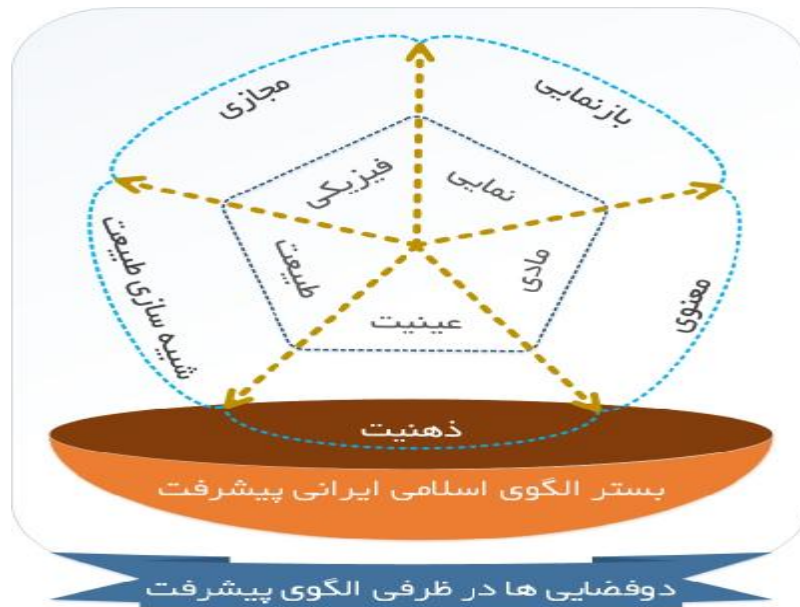 بازنمایی
مجازی
نمایی
فیزیکی
معنوی
مادی
طبیعت
شبیه سازی طبیعت
عینیت
ذهنیت
بستر الگوی اسلامی ایرانی پیشرفت
دوفضایی ها در ظرفی الگوی پیشرفت